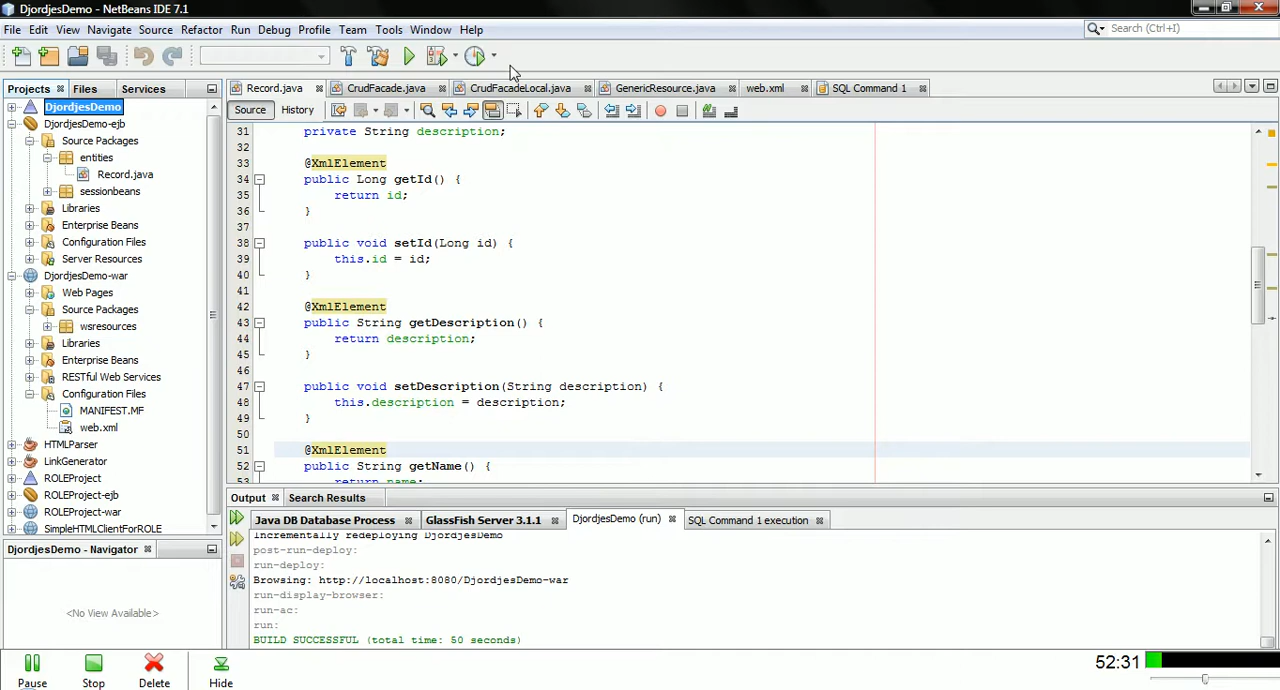 DjordjesDemo - NetBeans IDE 7.1
File Edit View Navigate Source Refactor Run Debug Profile Team Tools Window Help
Search (Ctrl+I)
Projects Files Services
Record.java CrudFacade.java CrudFacadeLocal.java GenericResource.java web.xml SQL Command 1
Source History
DjordjesDemo
DjordjesDemo-ejb
Source Packages
entities
Record.java
sessionbeans
Libraries
Enterprise Beans
Configuration Files
Server Resources
DjordjesDemo-war
Web Pages
Source Packages
wsresources
Libraries
Enterprise Beans
RESTful Web Services
Configuration Files
MANIFEST.MF
web.xml
HTMLParser
LinkGenerator
ROLEProject
ROLEProject-ejb
ROLEProject-war
SimpleHTMLClientForROLE
31 private String description;
32
33 @XmlElement
34 public Long getId() {
35 return id;
36 }
37
38 public void setId(Long id) {
39 this.id = id;
40 }
41
42 @XmlElement
43 public String getDescription() {
44 return description;
45 }
46
47 public void setDescription(String description) {
48 this.description = description;
49 }
50
51 @XmlElement
52 public String getName() {
53 return name;
DjordjesDemo - Navigator
<No View Available>
Output Search Results
Java DB Database Process GlassFish Server 3.1.1 DjordjesDemo (run) SQL Command 1 execution
Incrementally redeploying DjordjesDemo
post-run-deploy:
run-deploy:
Browsing: http://localhost:8080/DjordjesDemo-war
run-display-browser:
run-ac:
run:
BUILD SUCCESSFUL (total time: 50 seconds)
Pause Stop Delete Hide
52:31